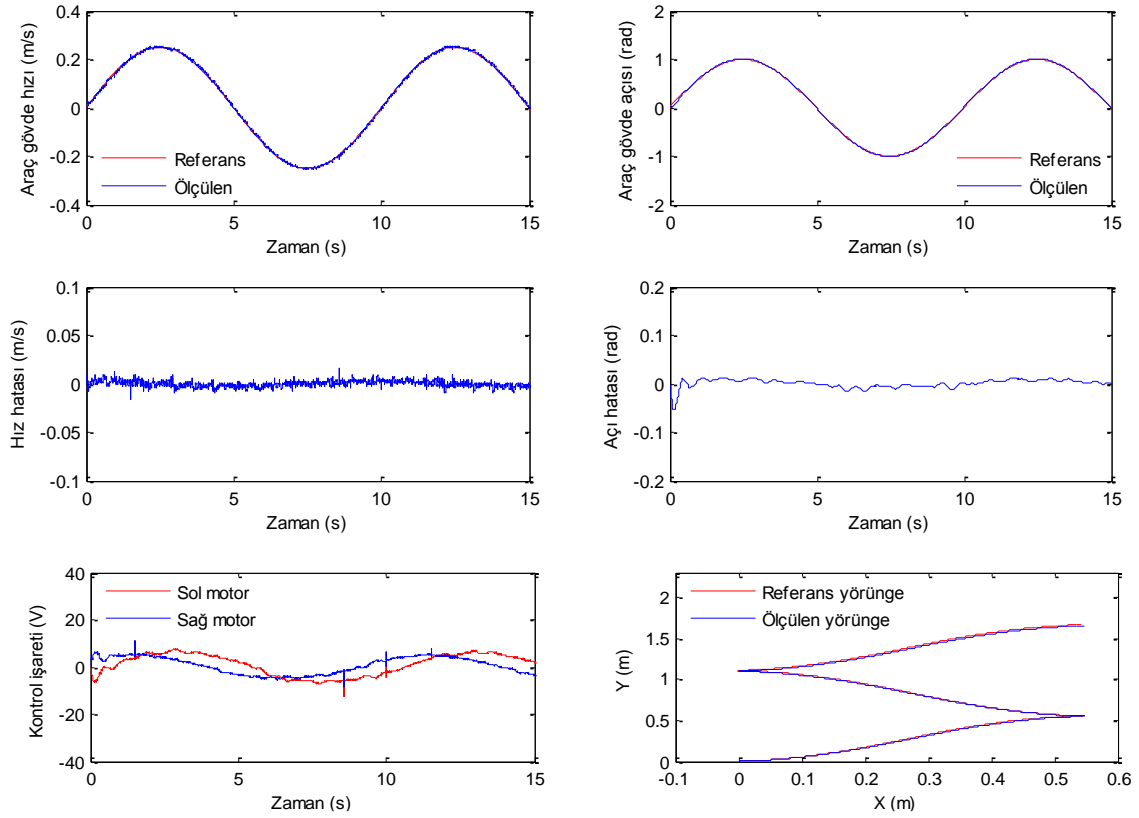 0.4
0.2
0
-0.2
-0.4
Araç gövde hızı (m/s)
Referans
Ölçülen
0
5
10
15
Zaman (s)
2
1
0
-1
-2
Araç gövde açısı (rad)
Referans
Ölçülen
0
5
10
15
Zaman (s)
0.1
0.05
0
-0.05
-0.1
Hız hatası (m/s)
0
5
10
15
Zaman (s)
0.2
0.1
0
-0.1
-0.2
Açı hatası (rad)
0
5
10
15
Zaman (s)
40
20
0
-20
-40
Kontrol işareti (V)
Sol motor
Sağ motor
0
5
10
15
Zaman (s)
2
1.5
1
0.5
0
Y (m)
Referans yörünge
Ölçülen yörünge
-0.1
0
0.1
0.2
0.3
0.4
0.5
0.6
X (m)